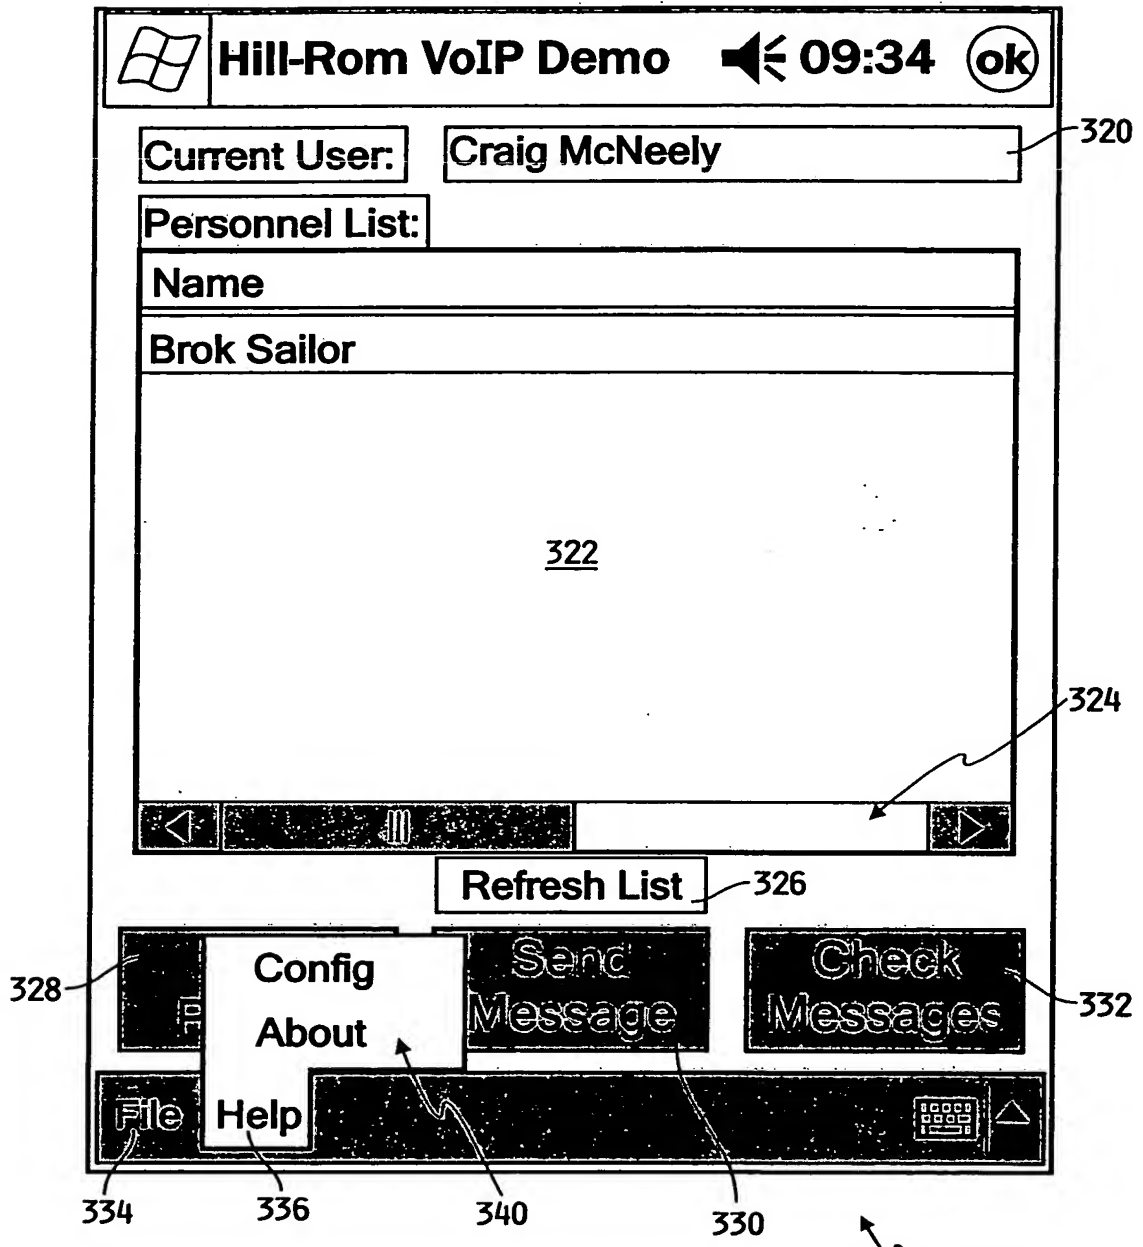 Hill-Rom VoIP Demo 09:34 ok
Current User: Craig McNeely 320
Personnel List:
Name
Brok Sailor
322
324
Refresh List 326
Config Send Check
328 About Message Messages 332
File Help
334 336 340 330